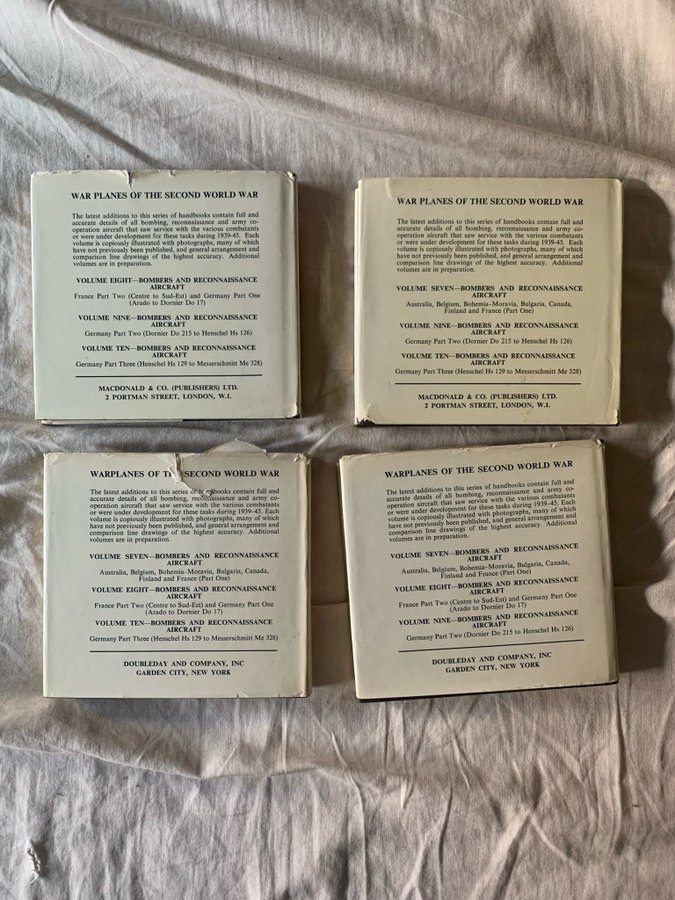 WAR PLANES OF THE SECOND WORLD WAR
The latest additions to this series of handbooks contain full and
accurate details of all bombing, reconnaissance and army co-
operation aircraft that saw service with the various combatants
or were under development for these tasks during 1939-45. Each
volume is copiously illustrated with photographs, many of which
have not previously been published, and general arrangement and
comparison line drawings of the highest accuracy. Additional
volumes are in preparation.
VOLUME EIGHT—BOMBERS AND RECONNAISSANCE
AIRCRAFT
France Part Two (Centre to Sud-Est) and Germany Part One
(Arado to Dornier Do 17)
VOLUME NINE—BOMBERS AND RECONNAISSANCE
AIRCRAFT
Germany Part Two (Dornier Do 215 to Henschel Hs 126)
VOLUME TEN—BOMBERS AND RECONNAISSANCE
AIRCRAFT
Germany Part Three (Henschel Hs 129 to Messerschmitt Me 328)
MACDONALD & CO. (PUBLISHERS) LTD.
2 PORTMAN STREET, LONDON, W.1.
WAR PLANES OF THE SECOND WORLD WAR
The latest additions to this series of handbooks contain full and
accurate details of all bombing, reconnaissance and army co-
operation aircraft that saw service with the various combatants
or were under development for these tasks during 1939-45. Each
volume is copiously illustrated with photographs, many of which
have not previously been published, and general arrangement and
comparison line drawings of the highest accuracy. Additional
volumes are in preparation.
VOLUME SEVEN—BOMBERS AND RECONNAISSANCE
AIRCRAFT
Australia, Belgium, Bohemia-Moravia, Bulgaria, Canada,
Finland and France (Part One)
VOLUME NINE—BOMBERS AND RECONNAISSANCE
AIRCRAFT
Germany Part Two (Dornier Do 215 to Henschel Hs 126)
VOLUME TEN—BOMBERS AND RECONNAISSANCE
AIRCRAFT
Germany Part Three (Henschel Hs 129 to Messerschmitt Me 328)
MACDONALD & CO. (PUBLISHERS) LTD.
2 PORTMAN STREET, LONDON, W.1.
WARPLANES OF THE SECOND WORLD WAR
The latest additions to this series of handbooks contain full and
accurate details of all bombing, reconnaissance and army co-
operation aircraft that saw service with the various combatants
or were under development for these tasks during 1939-45. Each
volume is copiously illustrated with photographs, many of which
have not previously been published, and general arrangement and
comparison line drawings of the highest accuracy. Additional
volumes are in preparation.
VOLUME SEVEN—BOMBERS AND RECONNAISSANCE
AIRCRAFT
Australia, Belgium, Bohemia-Moravia, Bulgaria, Canada,
Finland and France (Part One)
VOLUME EIGHT—BOMBERS AND RECONNAISSANCE
AIRCRAFT
France Part Two (Centre to Sud-Est) and Germany Part One
(Arado to Dornier Do 17)
VOLUME TEN—BOMBERS AND RECONNAISSANCE
AIRCRAFT
Germany Part Three (Henschel Hs 129 to Messerschmitt Me 328)
DOUBLEDAY AND COMPANY, INC
GARDEN CITY, NEW YORK
WARPLANES OF THE SECOND WORLD WAR
The latest additions to this series of handbooks contain full and
accurate details of all bombing, reconnaissance and army co-
operation aircraft that saw service with the various combatants
or were under development for these tasks during 1939-45. Each
volume is copiously illustrated with photographs, many of which
have not previously been published, and general arrangement and
comparison line drawings of the highest accuracy. Additional
volumes are in preparation.
VOLUME SEVEN—BOMBERS AND RECONNAISSANCE
AIRCRAFT
Australia, Belgium, Bohemia-Moravia, Bulgaria, Canada,
Finland and France (Part One)
VOLUME EIGHT—BOMBERS AND RECONNAISSANCE
AIRCRAFT
France Part Two (Centre to Sud-Est) and Germany Part One
(Arado to Dornier Do 17)
VOLUME NINE—BOMBERS AND RECONNAISSANCE
AIRCRAFT
Germany Part Two (Dornier Do 215 to Henschel Hs 126)
DOUBLEDAY AND COMPANY, INC
GARDEN CITY, NEW YORK